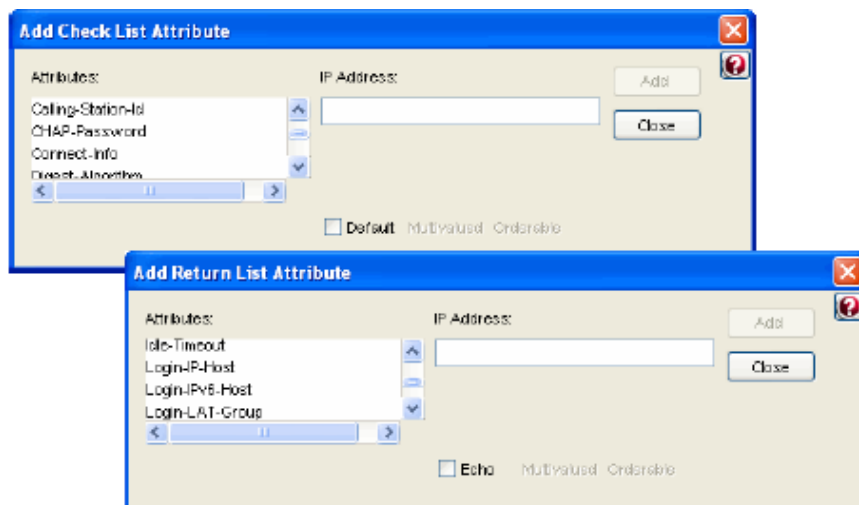 Add Check List Attribute
Attributes:
IP Address:
Add
Calling-Station-Id
CHAP-Password
Close
Connect-Info
Digest-Algorithm
Default Multivalued Orderable
Add Return List Attribute
Attributes:
IP Address:
Add
Idle-Timeout
Login-IP-Host
Close
Login-IPv6-Host
Login-LAT-Group
Echo Multivalued Orderable